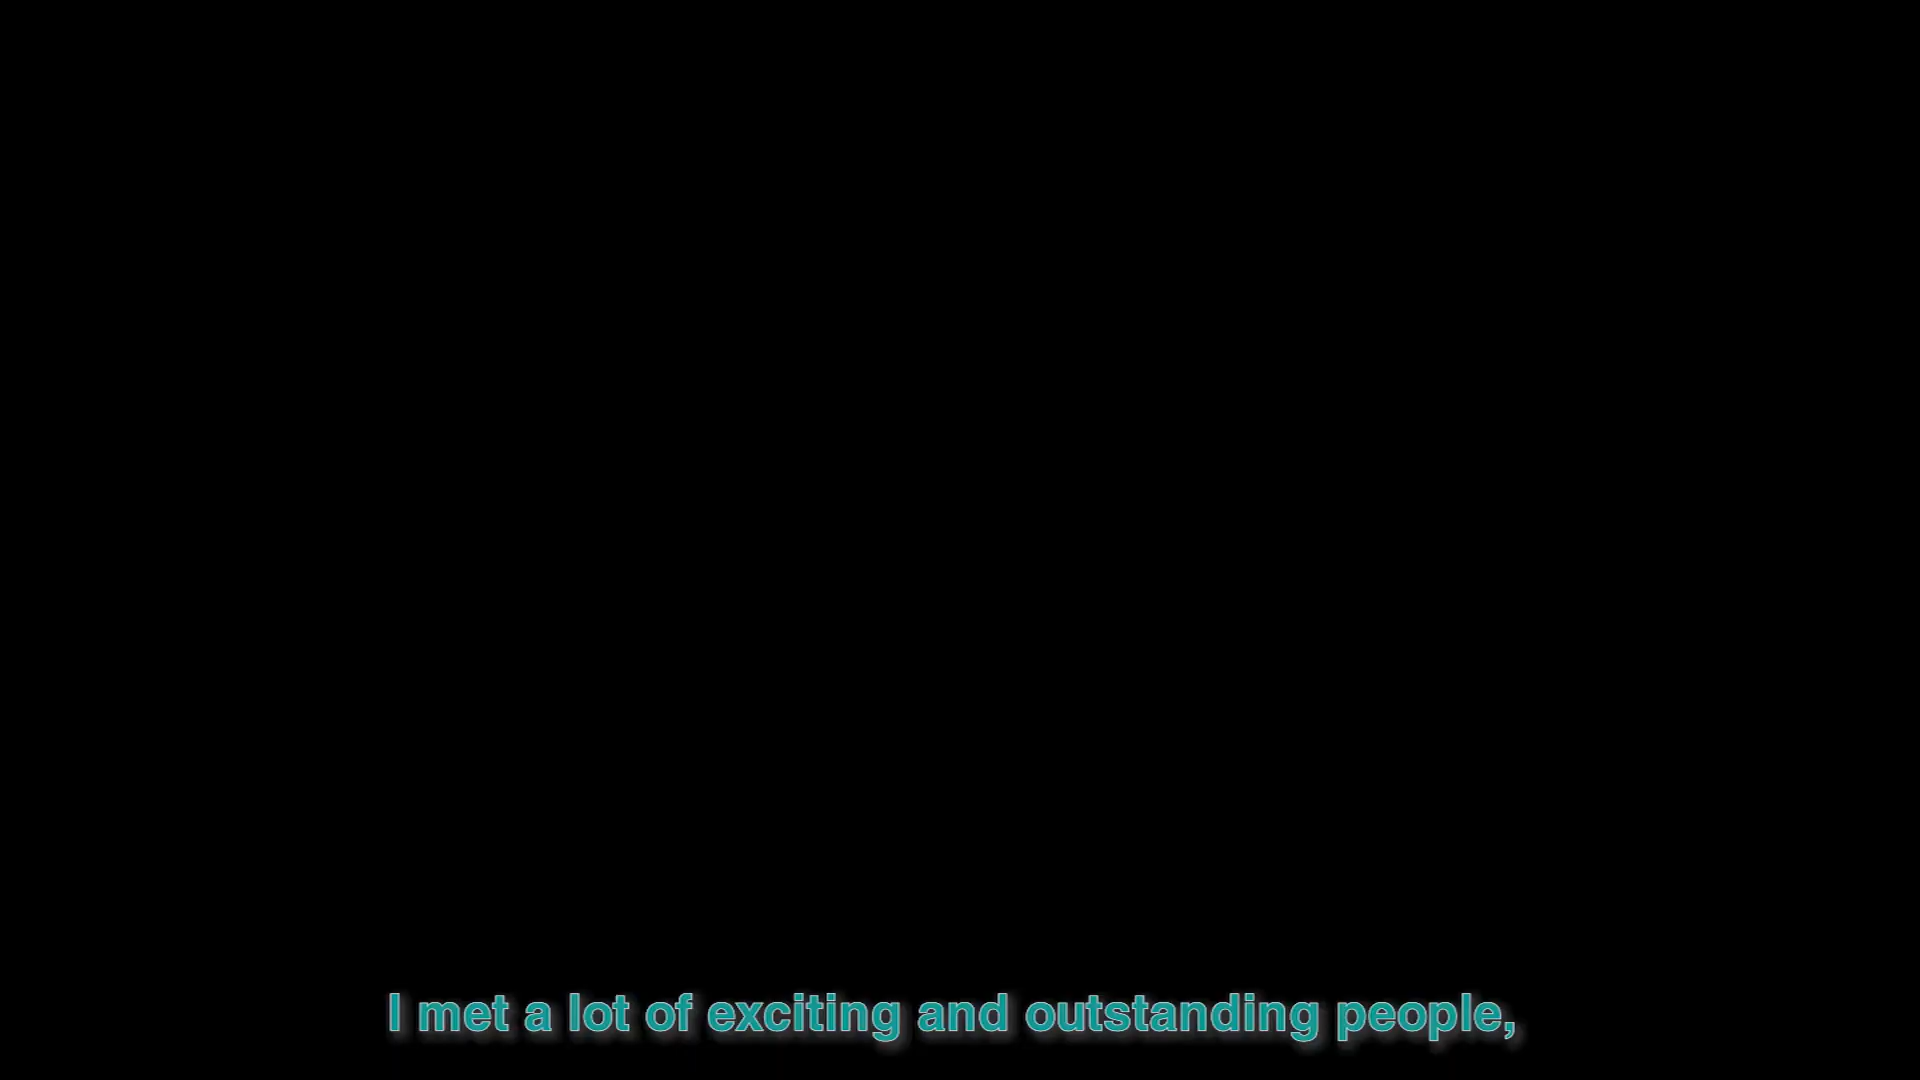 I met a lot of exciting and outstanding people,